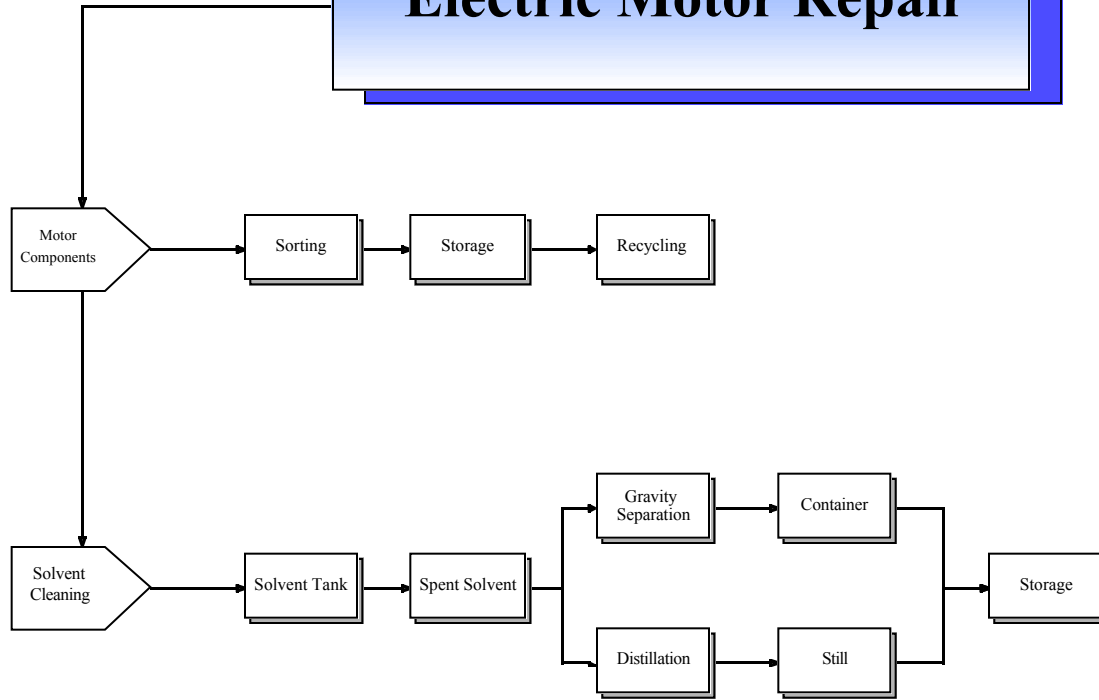 Electric Motor Repair
Motor
Components
Sorting
Storage
Recycling
Gravity
Separation
Container
Solvent
Cleaning
Solvent Tank
Spent Solvent
Storage
Distillation
Still